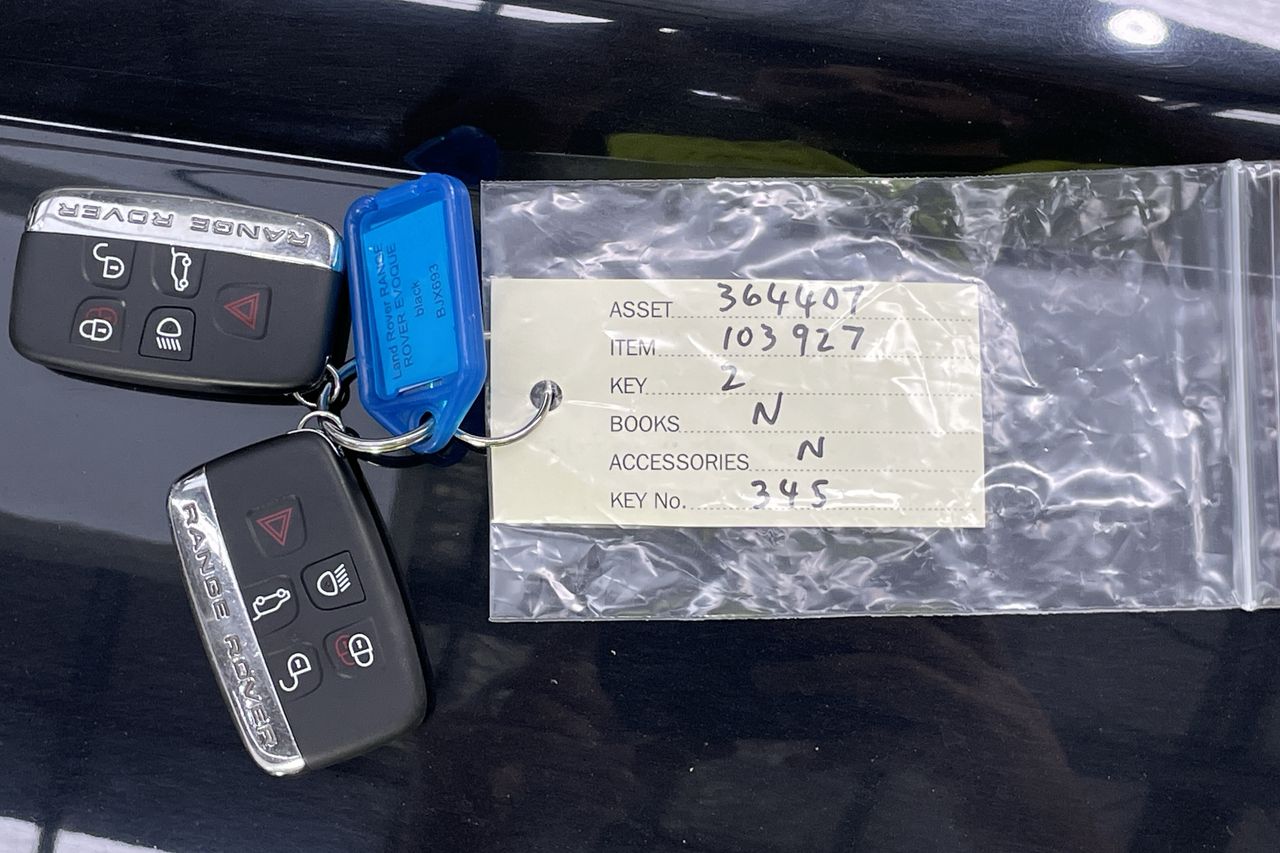 RANGE ROVER
Land Rover RANGE
ROVER EVOQUE
black
BJX693
ASSET 364407
ITEM 103927
KEY 2
BOOKS N
ACCESSORIES N
KEY No. 345
RANGE ROVER